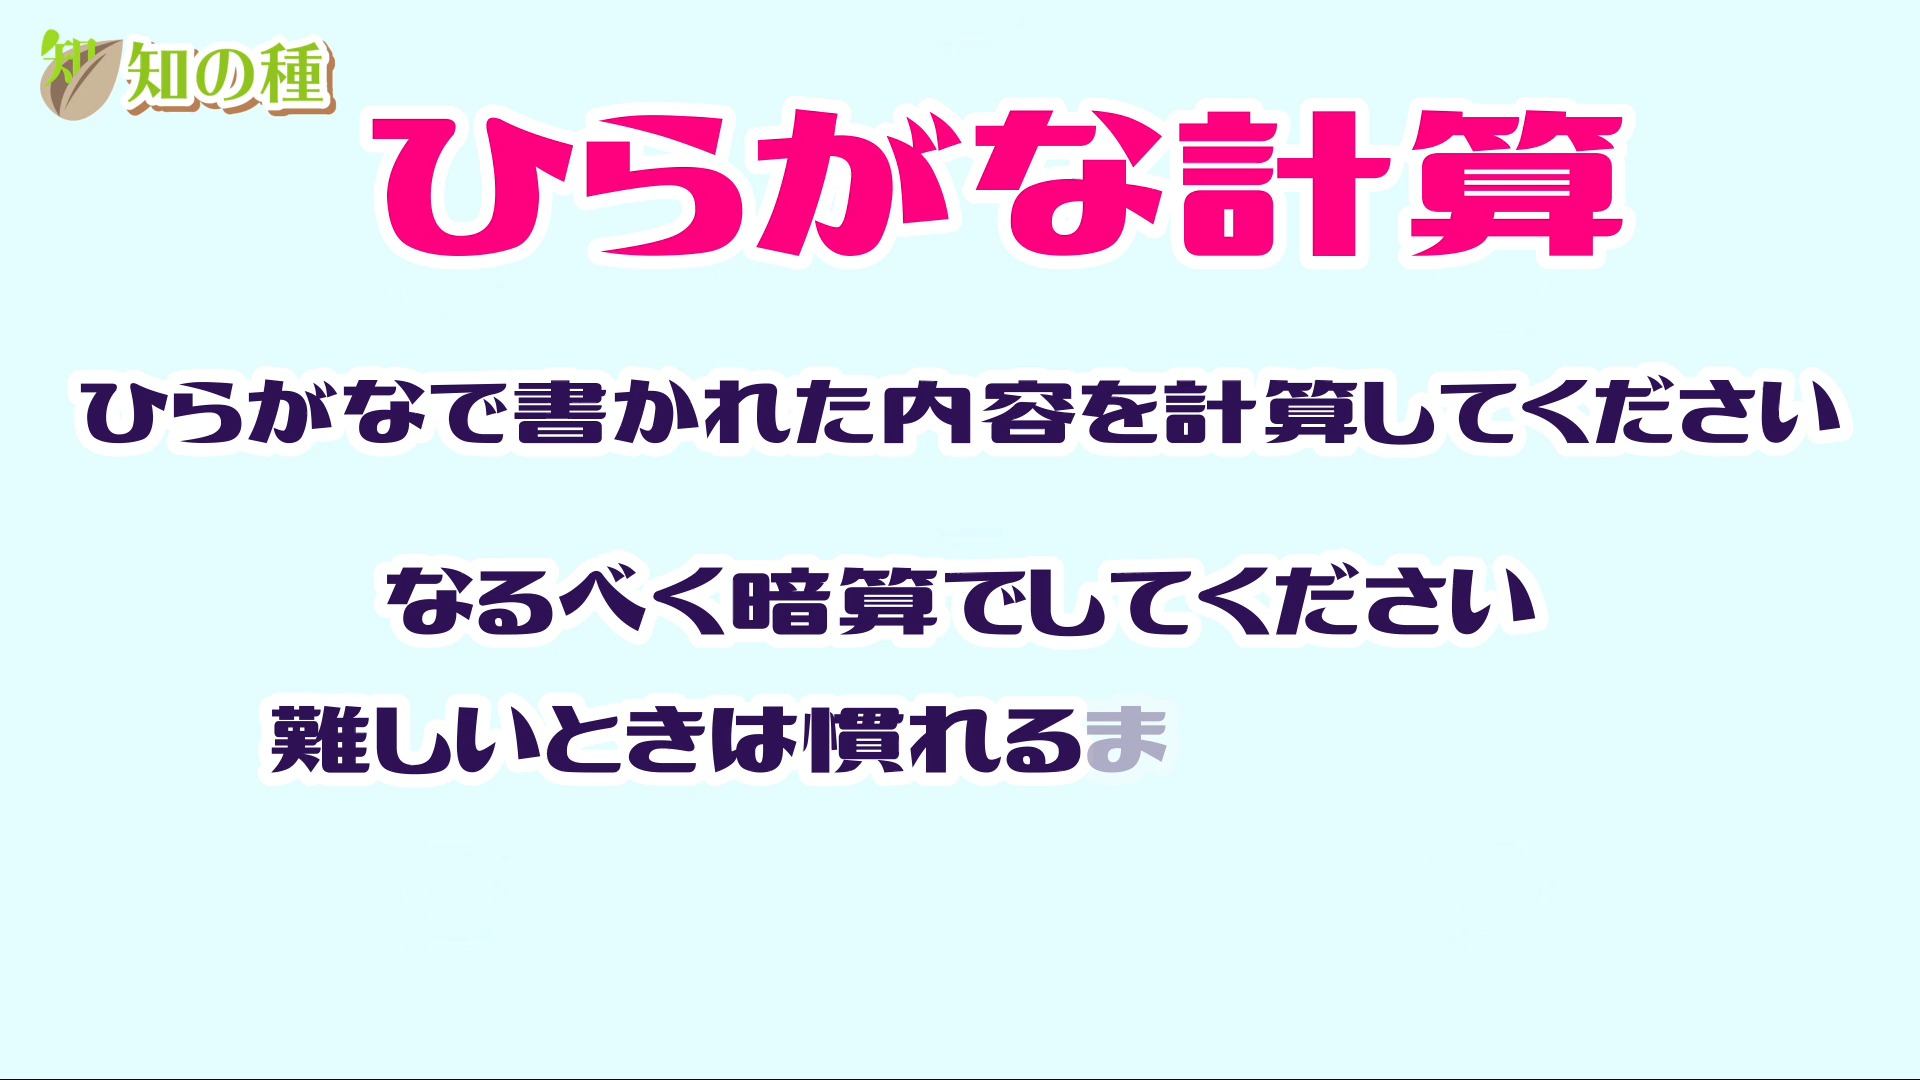 知の種
ひらがな計算
ひらがなで書かれた内容を計算してください
なるべく暗算でしてください
難しいときは慣れるま